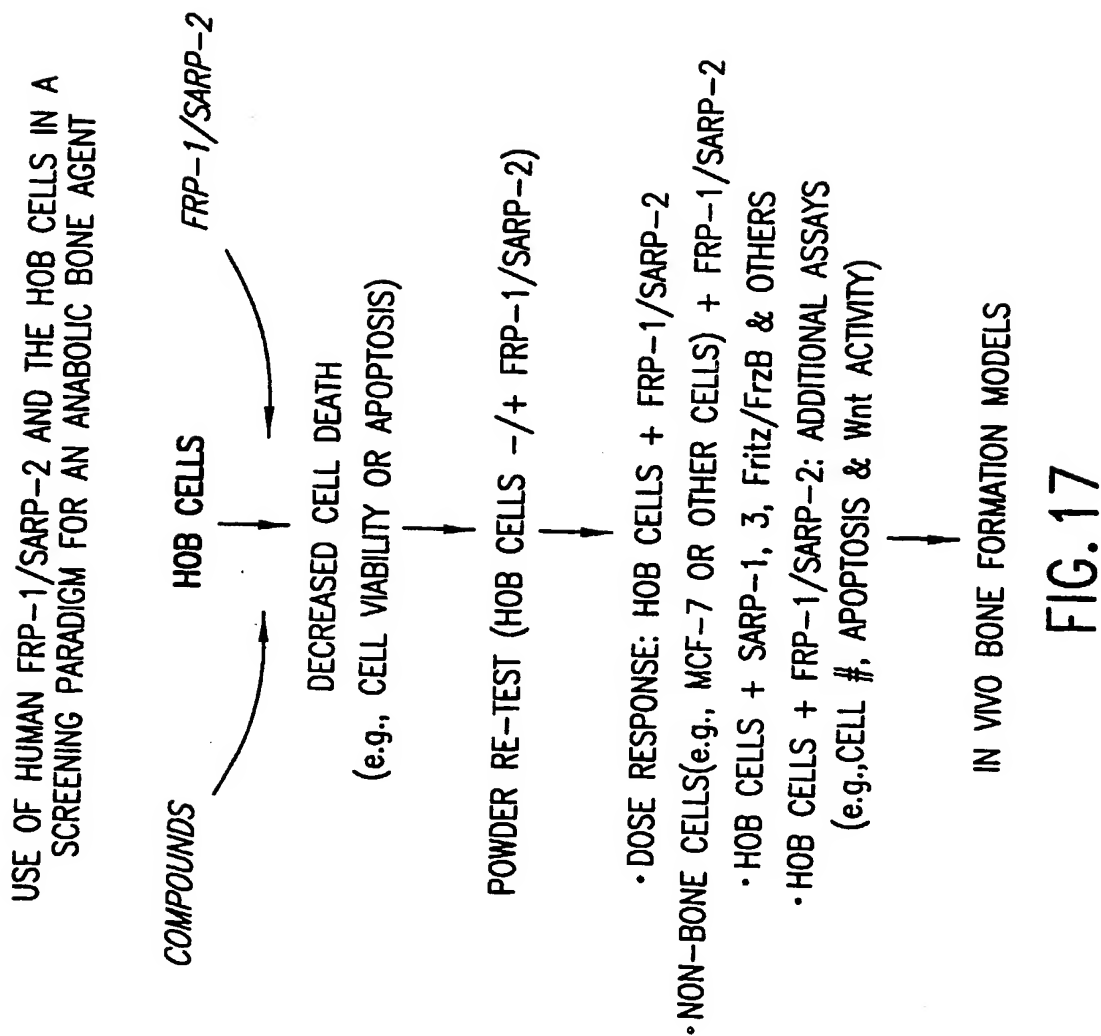 USE OF HUMAN FRP-1/SARP-2 AND THE HOB CELLS IN A
SCREENING PARADIGM FOR AN ANABOLIC BONE AGENT
COMPOUNDS
HOB CELLS
FRP-1/SARP-2
DECREASED CELL DEATH
(e.g., CELL VIABILITY OR APOPTOSIS)
POWDER RE-TEST (HOB CELLS -/+ FRP-1/SARP-2)
·DOSE RESPONSE: HOB CELLS + FRP-1/SARP-2
·NON-BONE CELLS(e.g., MCF-7 OR OTHER CELLS) + FRP-1/SARP-2
·HOB CELLS + SARP-1, 3, Fritz/FrzB & OTHERS
·HOB CELLS + FRP-1/SARP-2: ADDITIONAL ASSAYS
(e.g.,CELL #, APOPTOSIS & Wnt ACTIVITY)
IN VIVO BONE FORMATION MODELS
FIG. 17